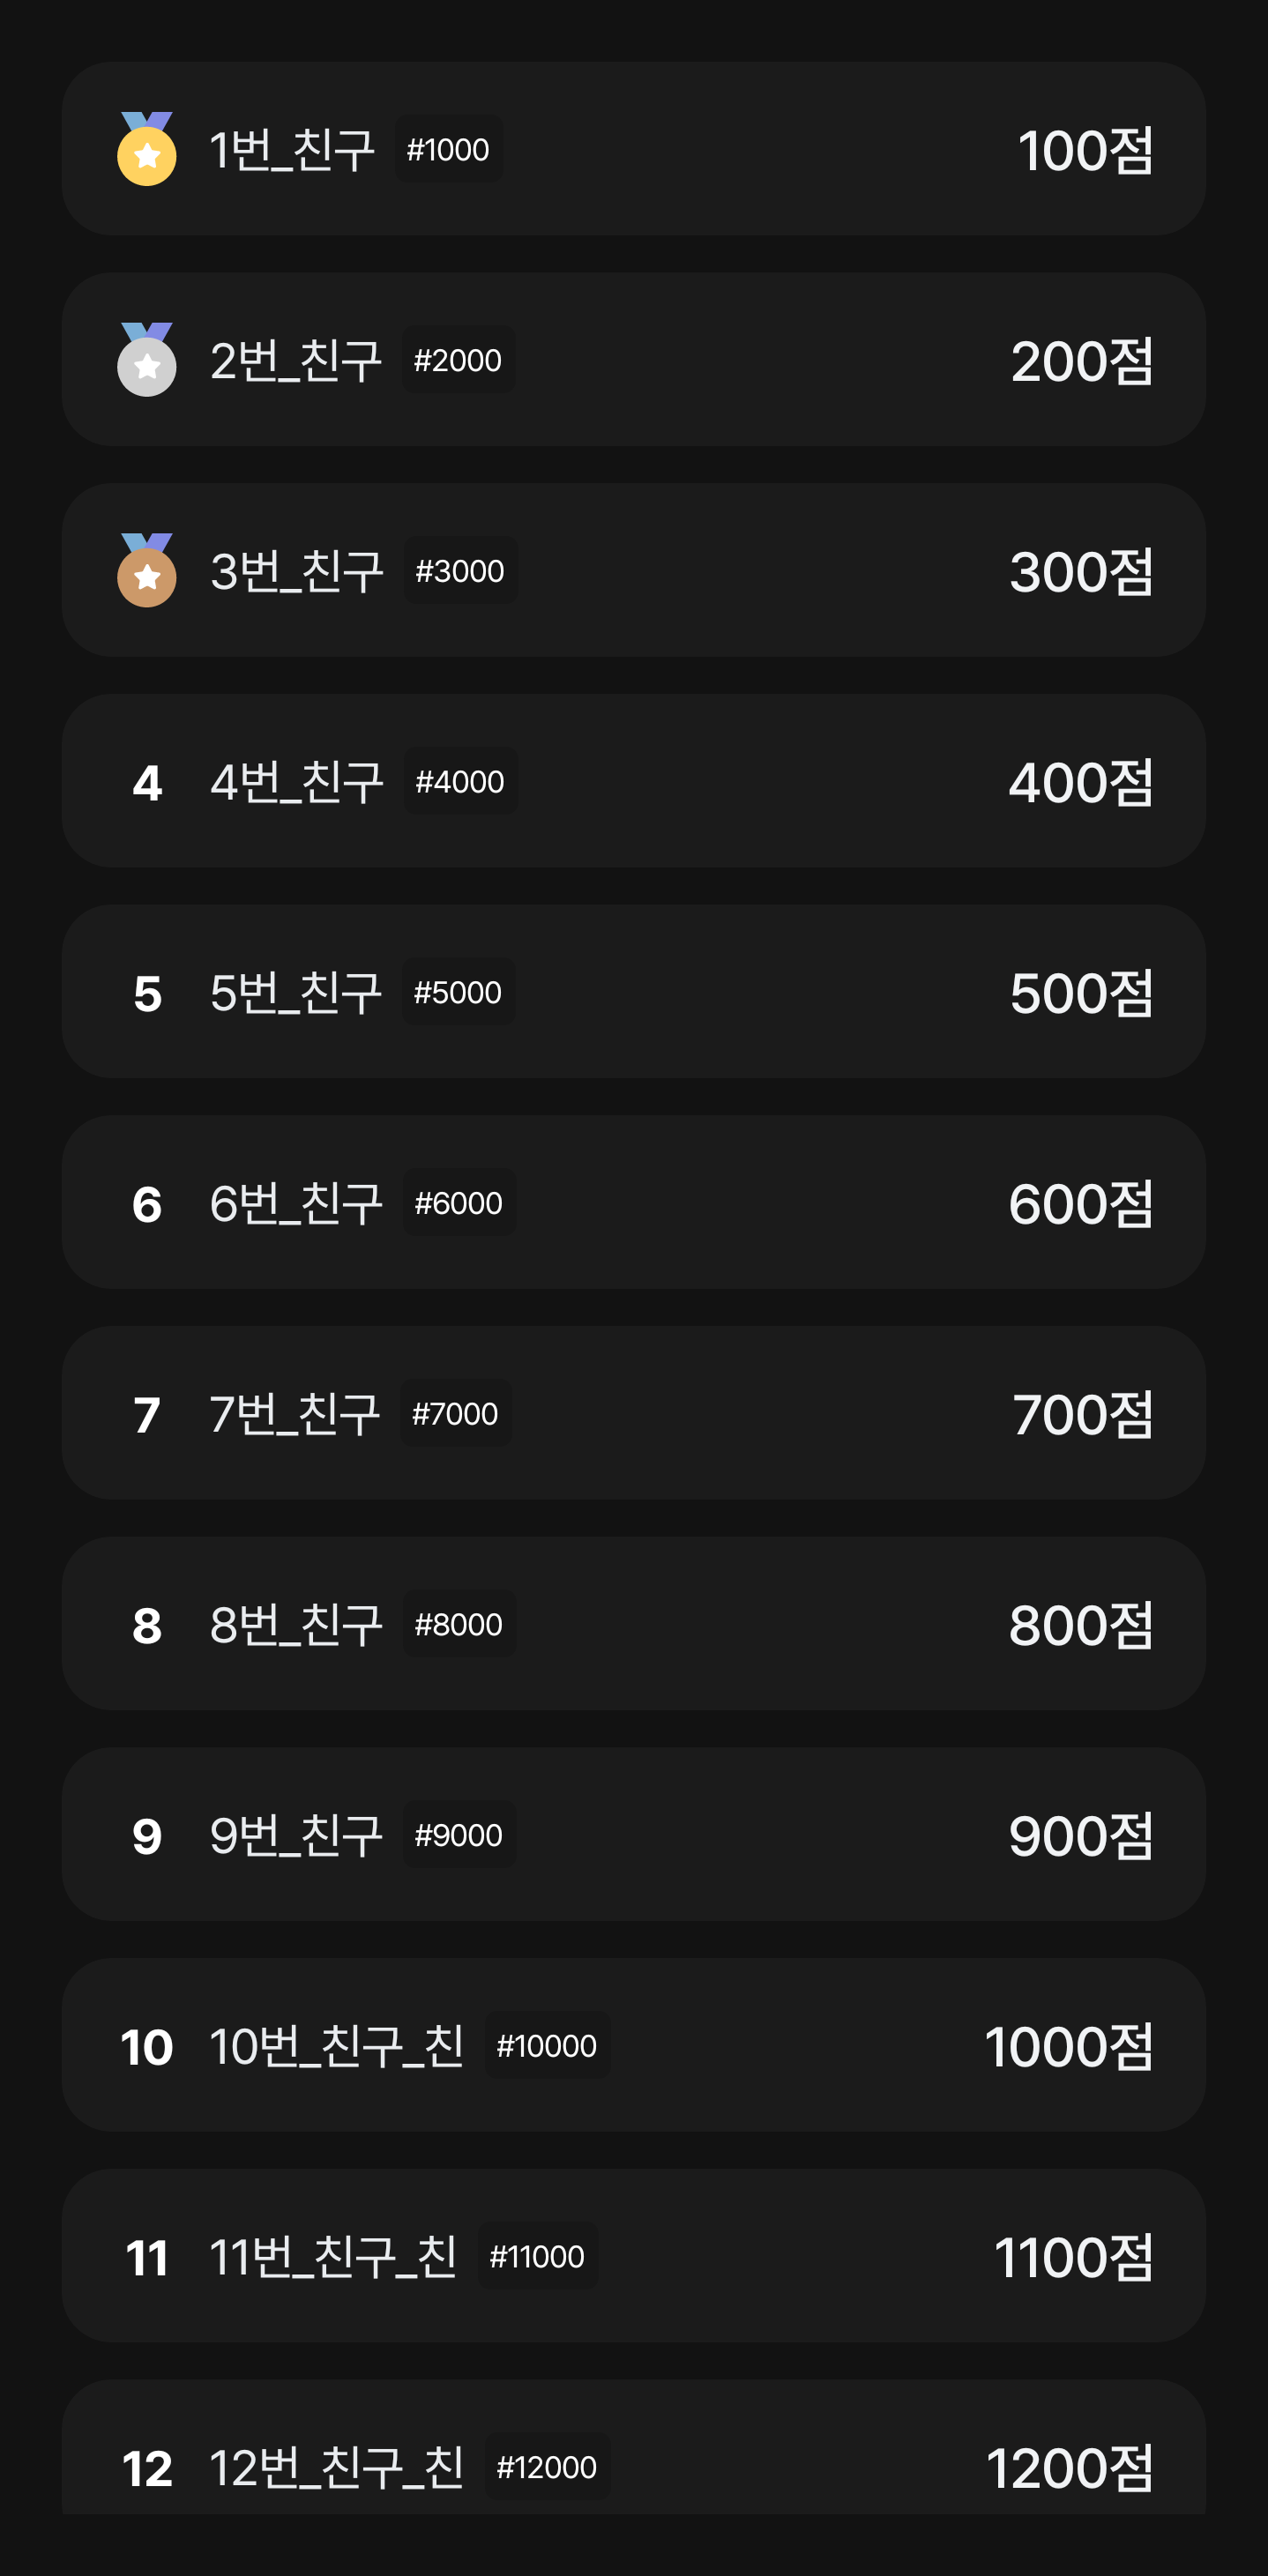 1번_친구 #1000 100점
2번_친구 #2000 200점
3번_친구 #3000 300점
4 4번_친구 #4000 400점
5 5번_친구 #5000 500점
6 6번_친구 #6000 600점
7 7번_친구 #7000 700점
8 8번_친구 #8000 800점
9 9번_친구 #9000 900점
10 10번_친구_친 #10000 1000점
11 11번_친구_친 #11000 1100점
12 12번_친구_친 #12000 1200점